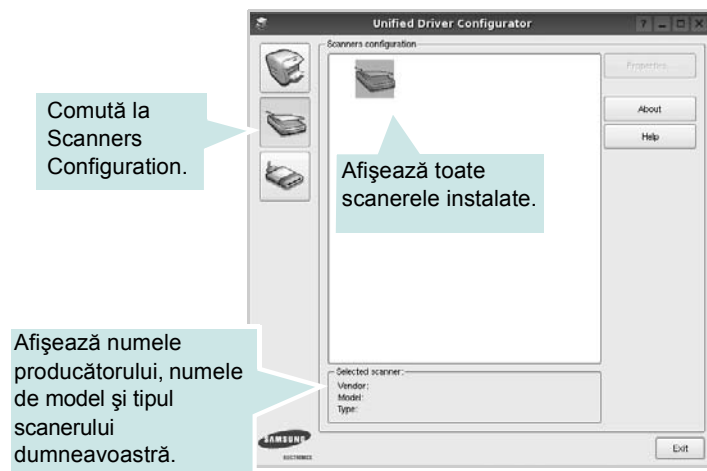 Unified Driver Configurator
Scanners configuration
Properties...
About
Help
Comută la
Scanners
Configuration.
Afişează toate
scanerele instalate.
Afişează numele
producătorului, numele
de model şi tipul
scanerului
dumneavoastră.
Selected scanner:
Vendor:
Model:
Type:
SAMSUNG
ELECTRONICS
Exit